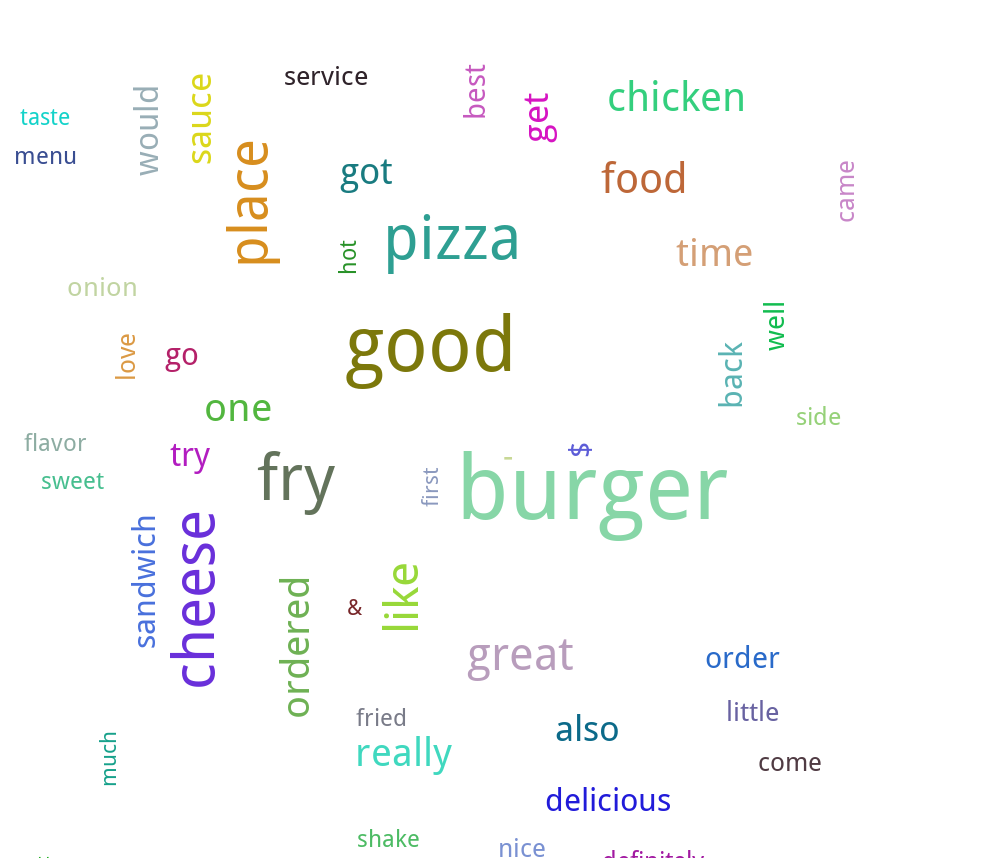 service
best
chicken
get
taste
would
sauce
menu
place
got
food
came
pizza
hot
time
onion
good
well
love
go
back
one
side
flavor
try
fry
$
-
burger
sweet
first
sandwich
cheese
like
ordered
&
great
order
little
fried
also
really
much
come
delicious
shake
nice
definitely